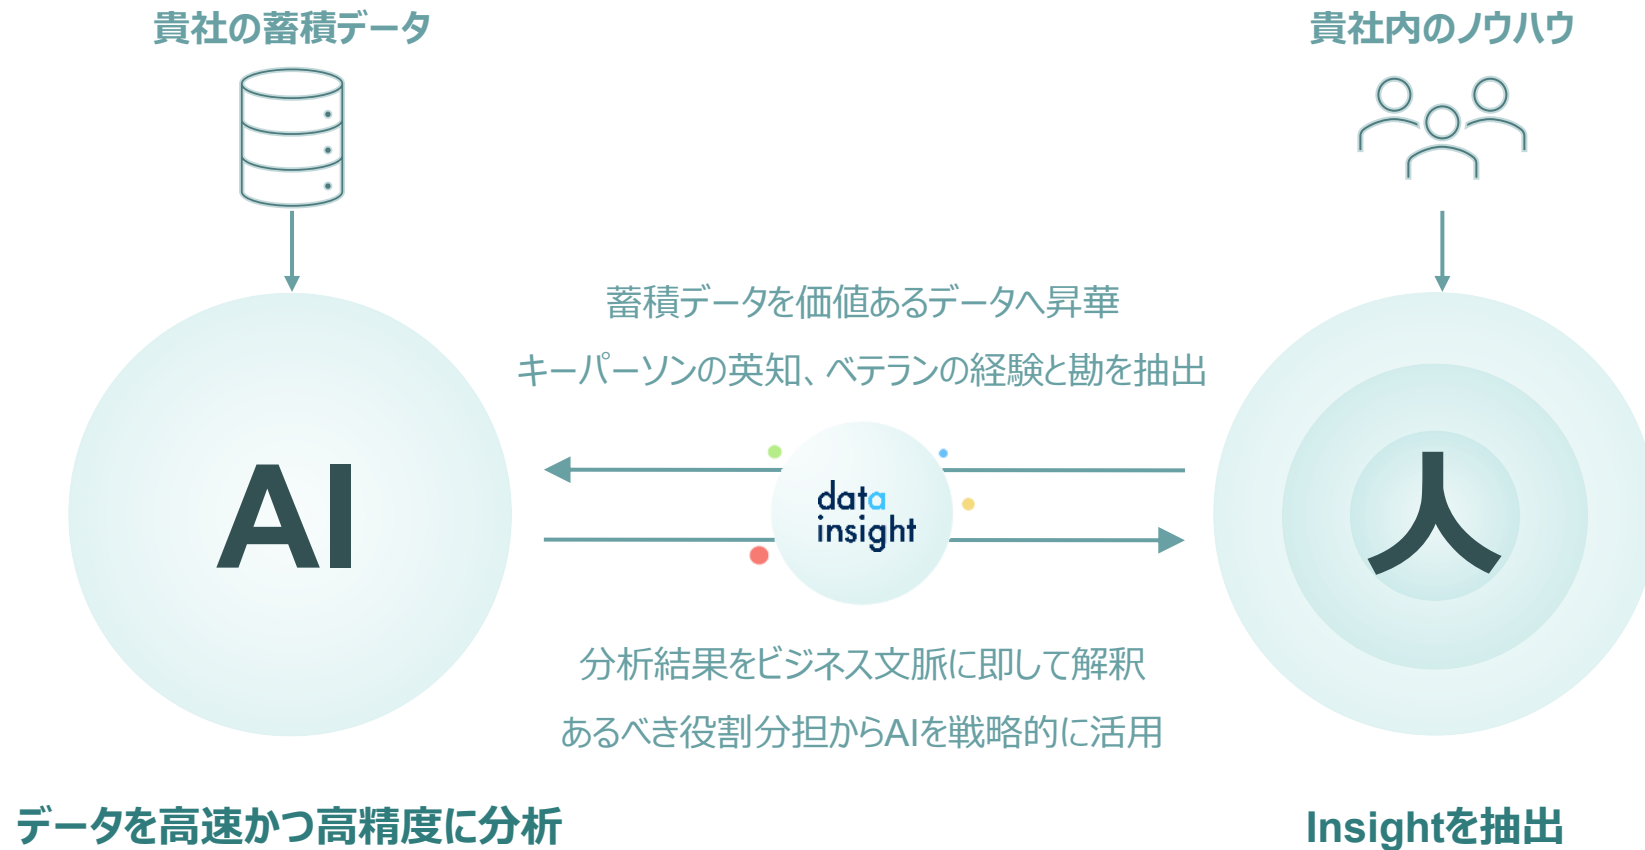 貴社の蓄積データ
貴社内のノウハウ
蓄積データを価値あるデータへ昇華
キーパーソンの英知、ベテランの経験と勘を抽出
AI
data
insight
人
分析結果をビジネス文脈に即して解釈
あるべき役割分担からAIを戦略的に活用
データを高速かつ高精度に分析
Insightを抽出